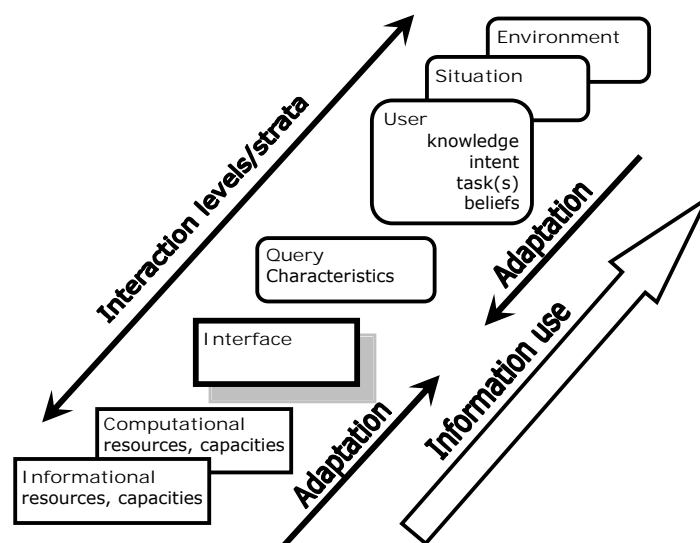 Environment
Situation
User
knowledge
intent
task(s)
beliefs
Interaction levels/strata
Adaptation
Query
Characteristics
Interface
Information use
Computational
resources, capacities
Adaptation
Informational
resources, capacities